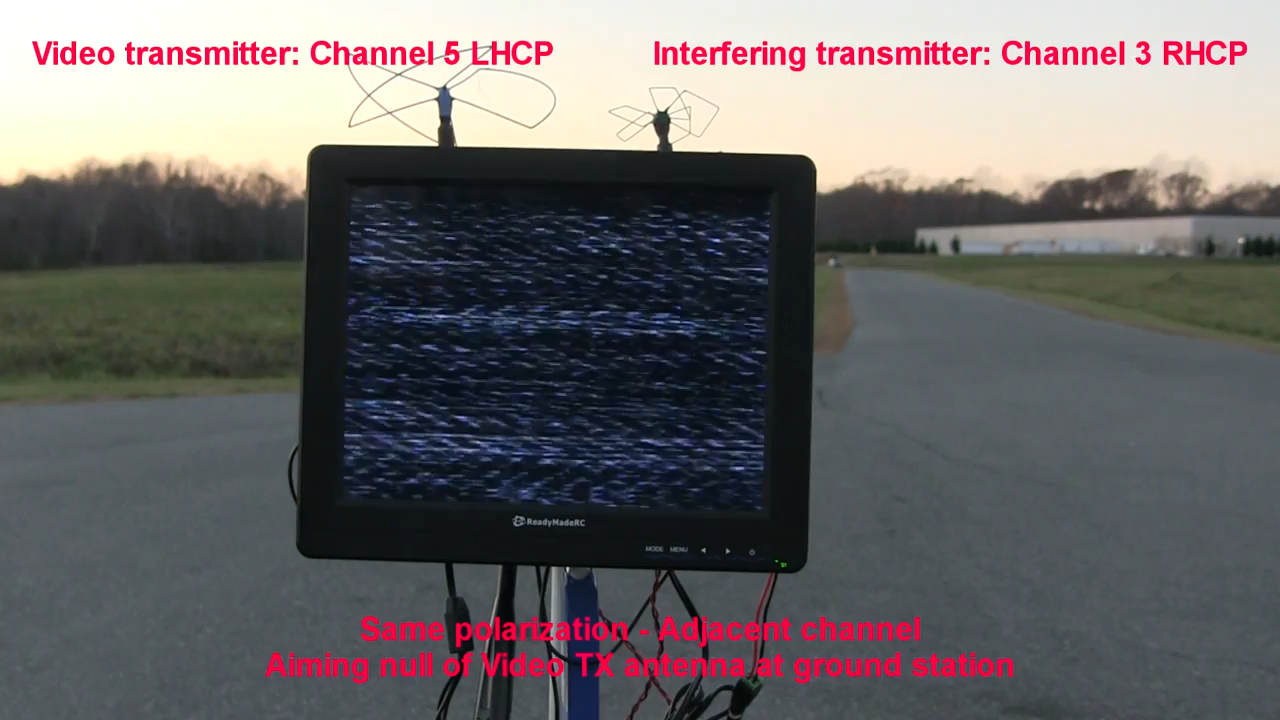 Video transmitter: Channel 5 LHCP
Interfering transmitter: Channel 3 RHCP
ReadyMadeRC
MODE MENU
Same polarization - Adjacent channel
Aiming null of Video TX antenna at ground station